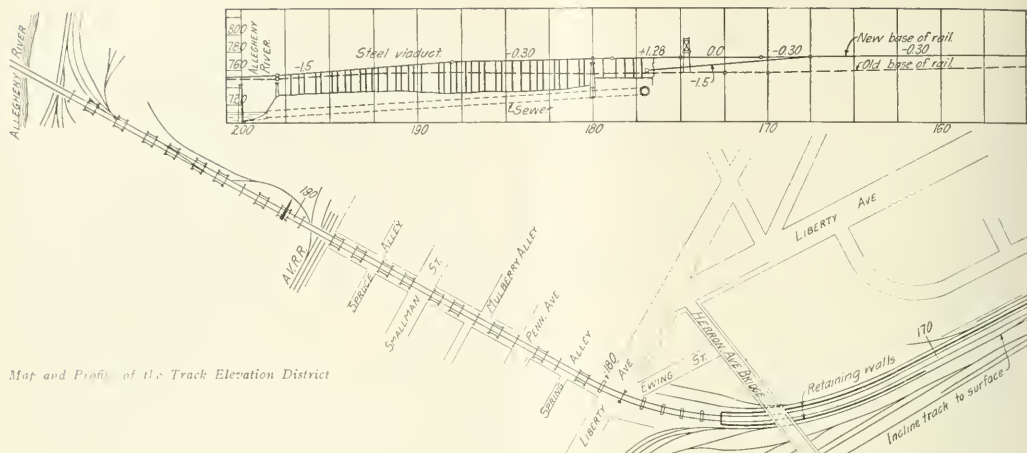 800
780
760
720
ALLEGHENY
RIVER.
-1.5
Steel viaduct.
-0.30
+1.28
0.0
-0.30
New base of rail
-0.30
Old base of rail
-1.5
Sewer
200
190
180
170
160
ALLEGHENY RIVER
190
A.V.R.R.
SPRUCE ALLEY
SMALLMAN ST.
MULBERRY ALLEY
PENN. AVE
SPRING ALLEY
180
LIBERTY AVE
EWING ST.
HEBRON AVE BRIDGE
LIBERTY AVE
170
Retaining walls
Incline track to surface
Map and Profile of the Track Elevation District